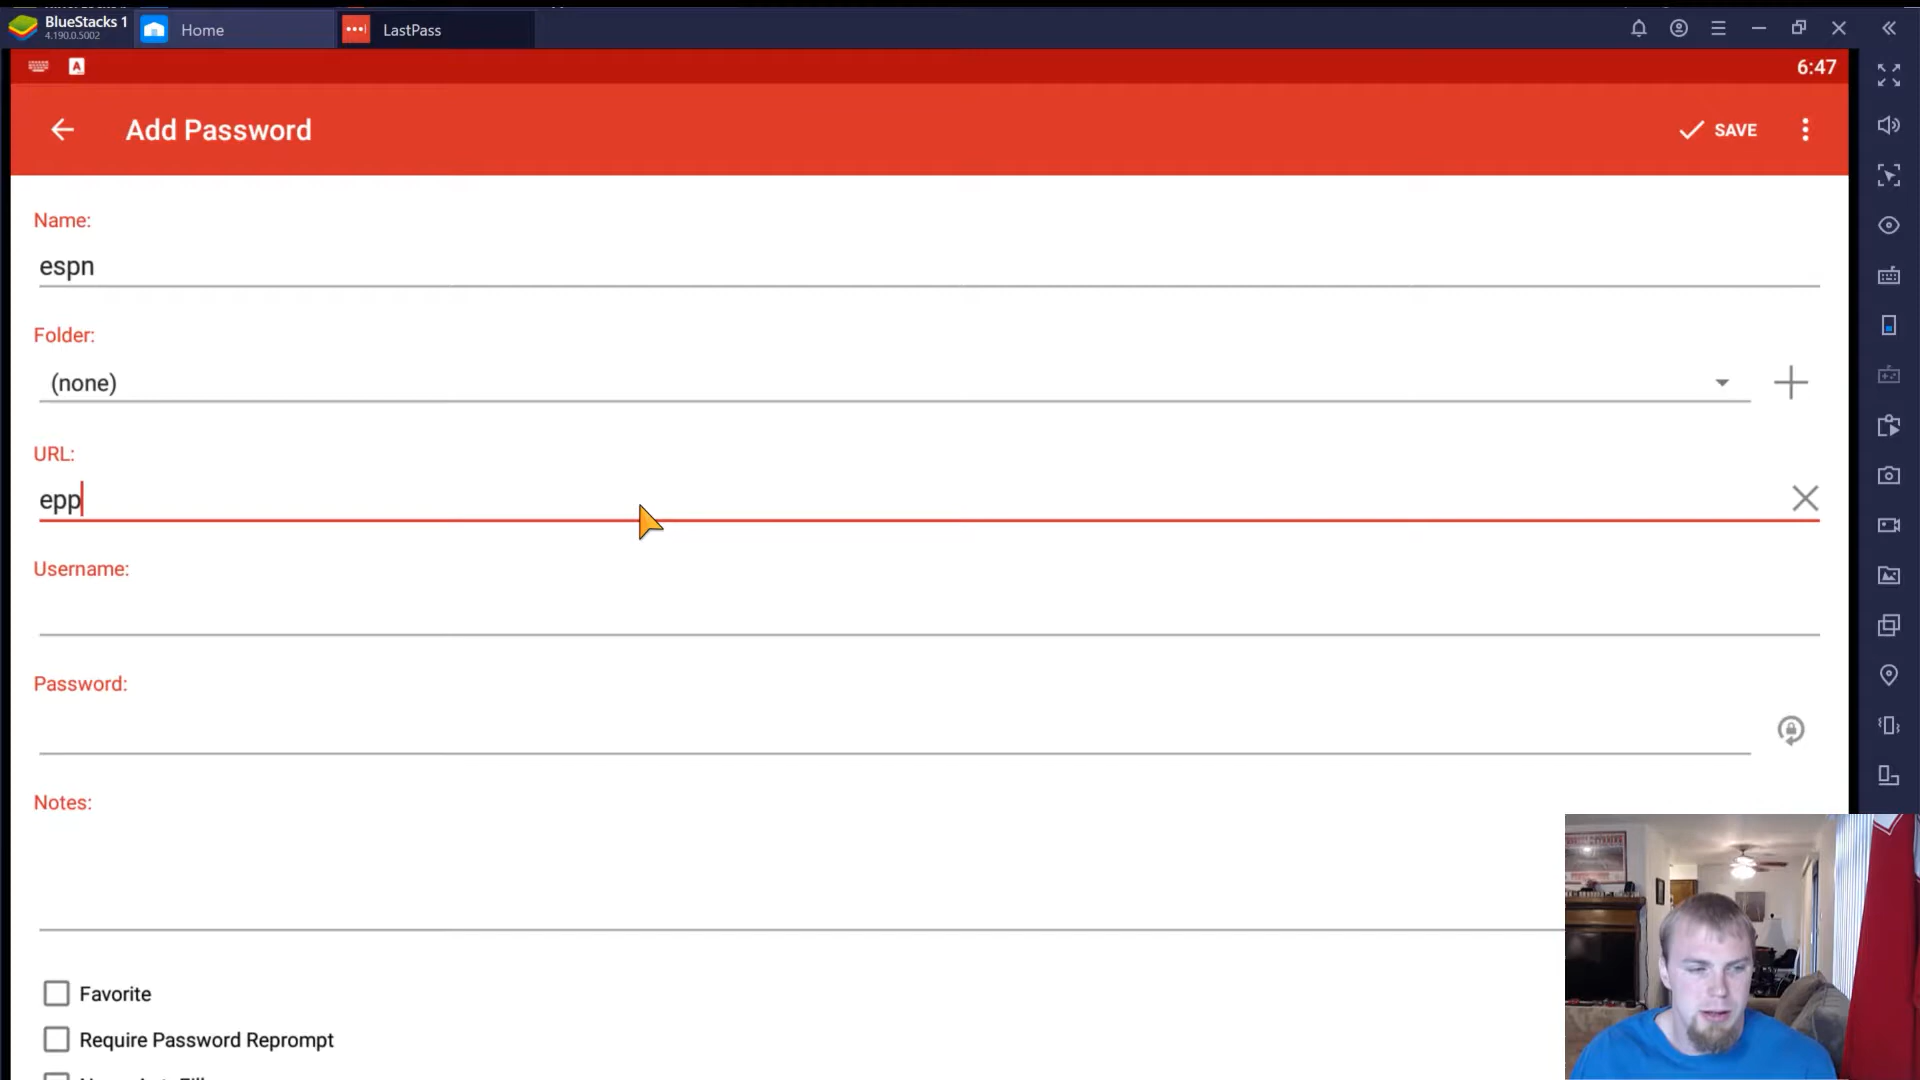 BlueStacks 1
4.190.0.5002
Home
LastPass
A
6:47
Add Password
SAVE
Name:
espn
Folder:
(none)
URL:
epp
Username:
Password:
Notes:
Favorite
Require Password Reprompt